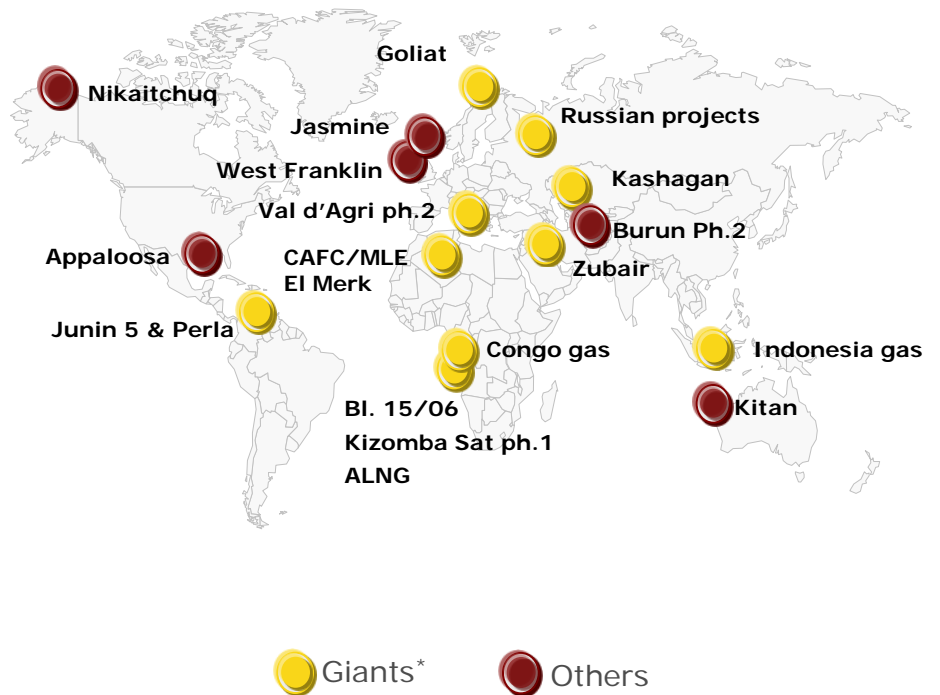 Goliat
Nikaitchuq
Russian projects
Jasmine
West Franklin
Kashagan
Val d'Agri ph.2
Burun Ph.2
Appaloosa
CAFC/MLE
El Merk
Zubair
Junin 5 & Perla
Congo gas
Indonesia gas
Bl. 15/06
Kizomba Sat ph.1
ALNG
Kitan
Giants*
Others